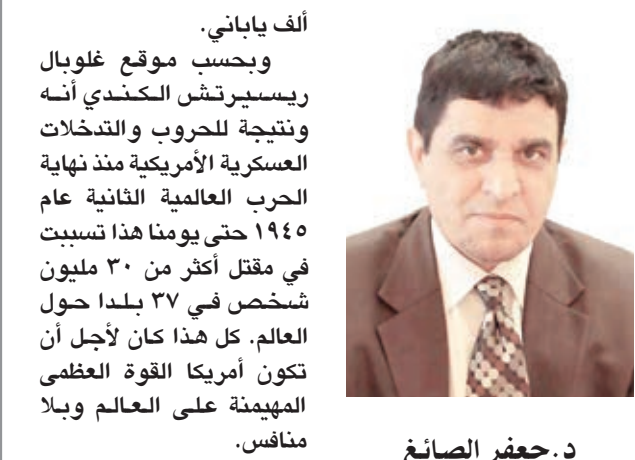 د.جعفر الصائغ
ألف ياباني.
وبحسب موقع غلوبال
ريسيرتش الكندي أنه
ونتيجة للحروب والتدخلات
العسكرية الأمريكية منذ نهاية
الحرب العالمية الثانية عام
١٩٤٥ حتى يومنا هذا تسببت
في مقتل أكثر من ٣٠ مليون
شخص في ٣٧ بلدا حول
العالم. كل هذا كان لأجل أن
تكون أمريكا القوة العظمى
المهيمنة على العالم وبلا
منافس.